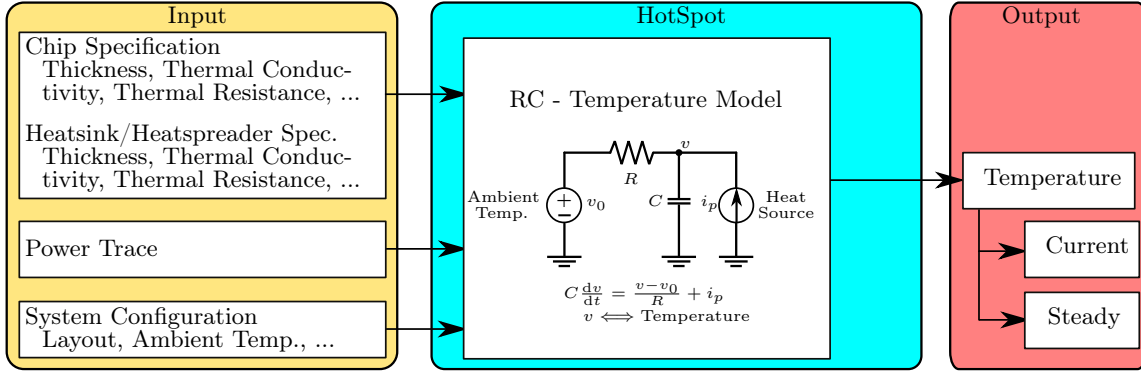 Input
Chip Specification
Thickness, Thermal Conduc-
tivity, Thermal Resistance, ...
Heatsink/Heatspreader Spec.
Thickness, Thermal Conduc-
tivity, Thermal Resistance, ...
Power Trace
System Configuration
Layout, Ambient Temp., ...
HotSpot
RC - Temperature Model
v
R
Ambient
Temp.
v₀
C
iₚ
Heat
Source
C dv/dt = (v−v₀)/R + iₚ
v ⟺ Temperature
Output
Temperature
Current
Steady